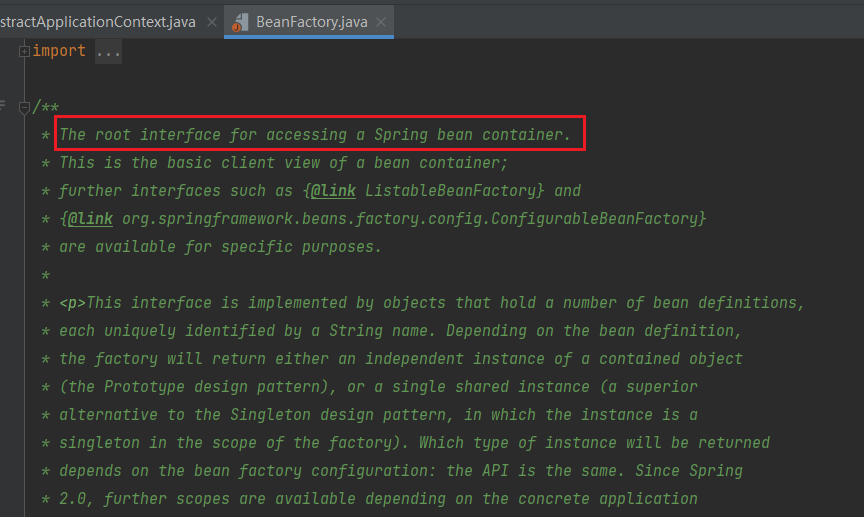 stractApplicationContext.java
BeanFactory.java
import ...
/**
* The root interface for accessing a Spring bean container.
* This is the basic client view of a bean container;
* further interfaces such as {@link ListableBeanFactory} and
* {@link org.springframework.beans.factory.config.ConfigurableBeanFactory}
* are available for specific purposes.
*
* <p>This interface is implemented by objects that hold a number of bean definitions,
* each uniquely identified by a String name. Depending on the bean definition,
* the factory will return either an independent instance of a contained object
* (the Prototype design pattern), or a single shared instance (a superior
* alternative to the Singleton design pattern, in which the instance is a
* singleton in the scope of the factory). Which type of instance will be returned
* depends on the bean factory configuration: the API is the same. Since Spring
* 2.0, further scopes are available depending on the concrete application